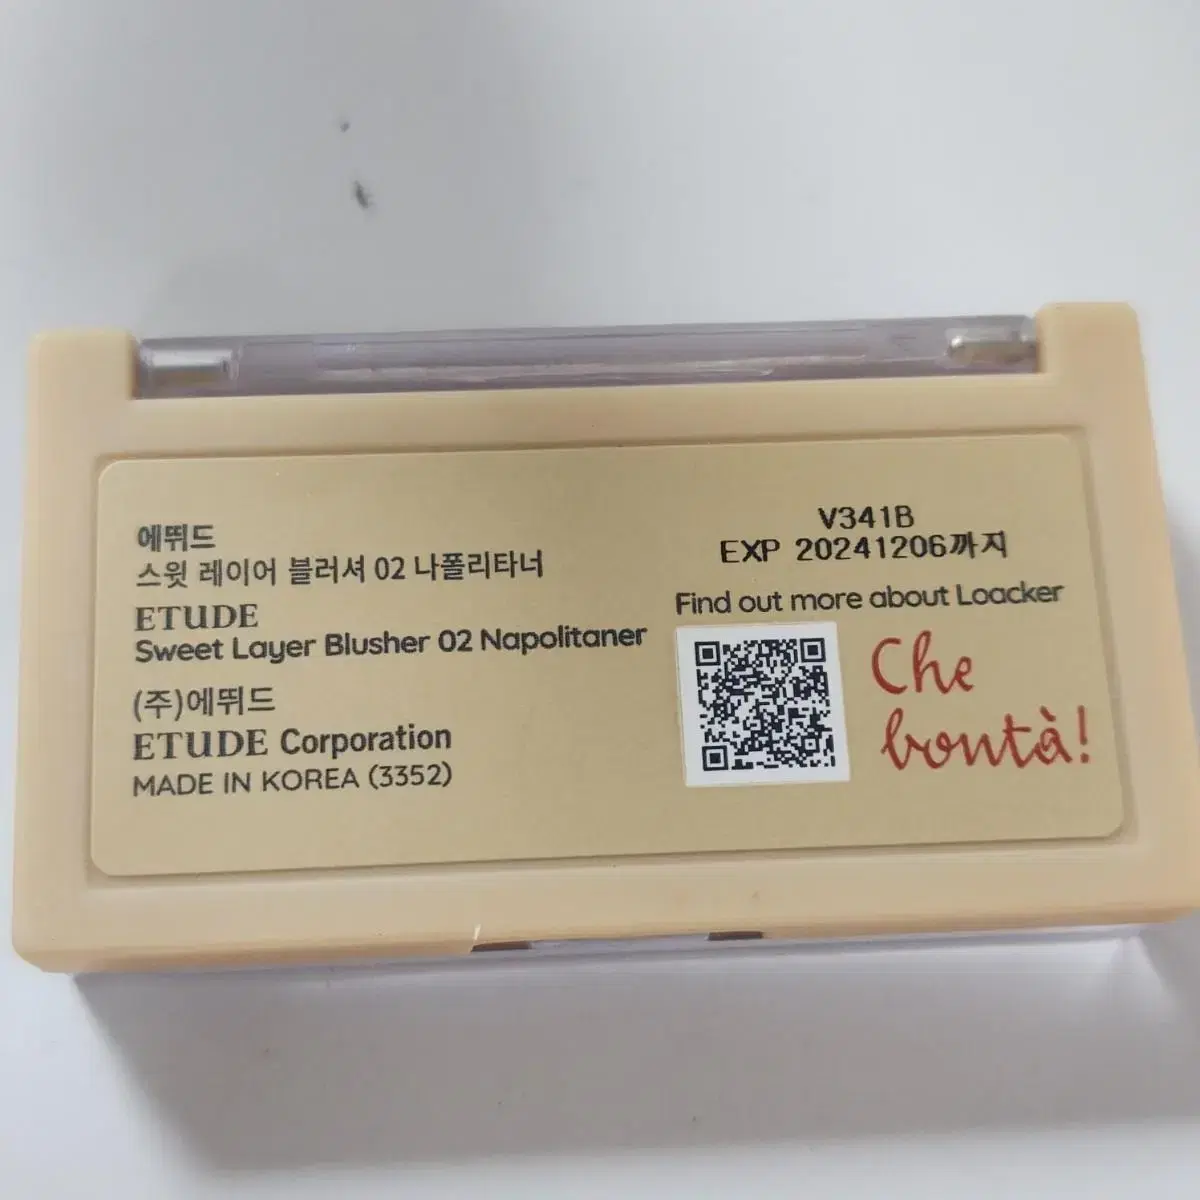 에뛰드
스윗 레이어 블러셔 02 나폴리타너
ETUDE
Sweet Layer Blusher 02 Napolitaner
(주)에뛰드
ETUDE Corporation
MADE IN KOREA (3352)
V341B
EXP 20241206까지
Find out more about Loacker
Che
bontà!